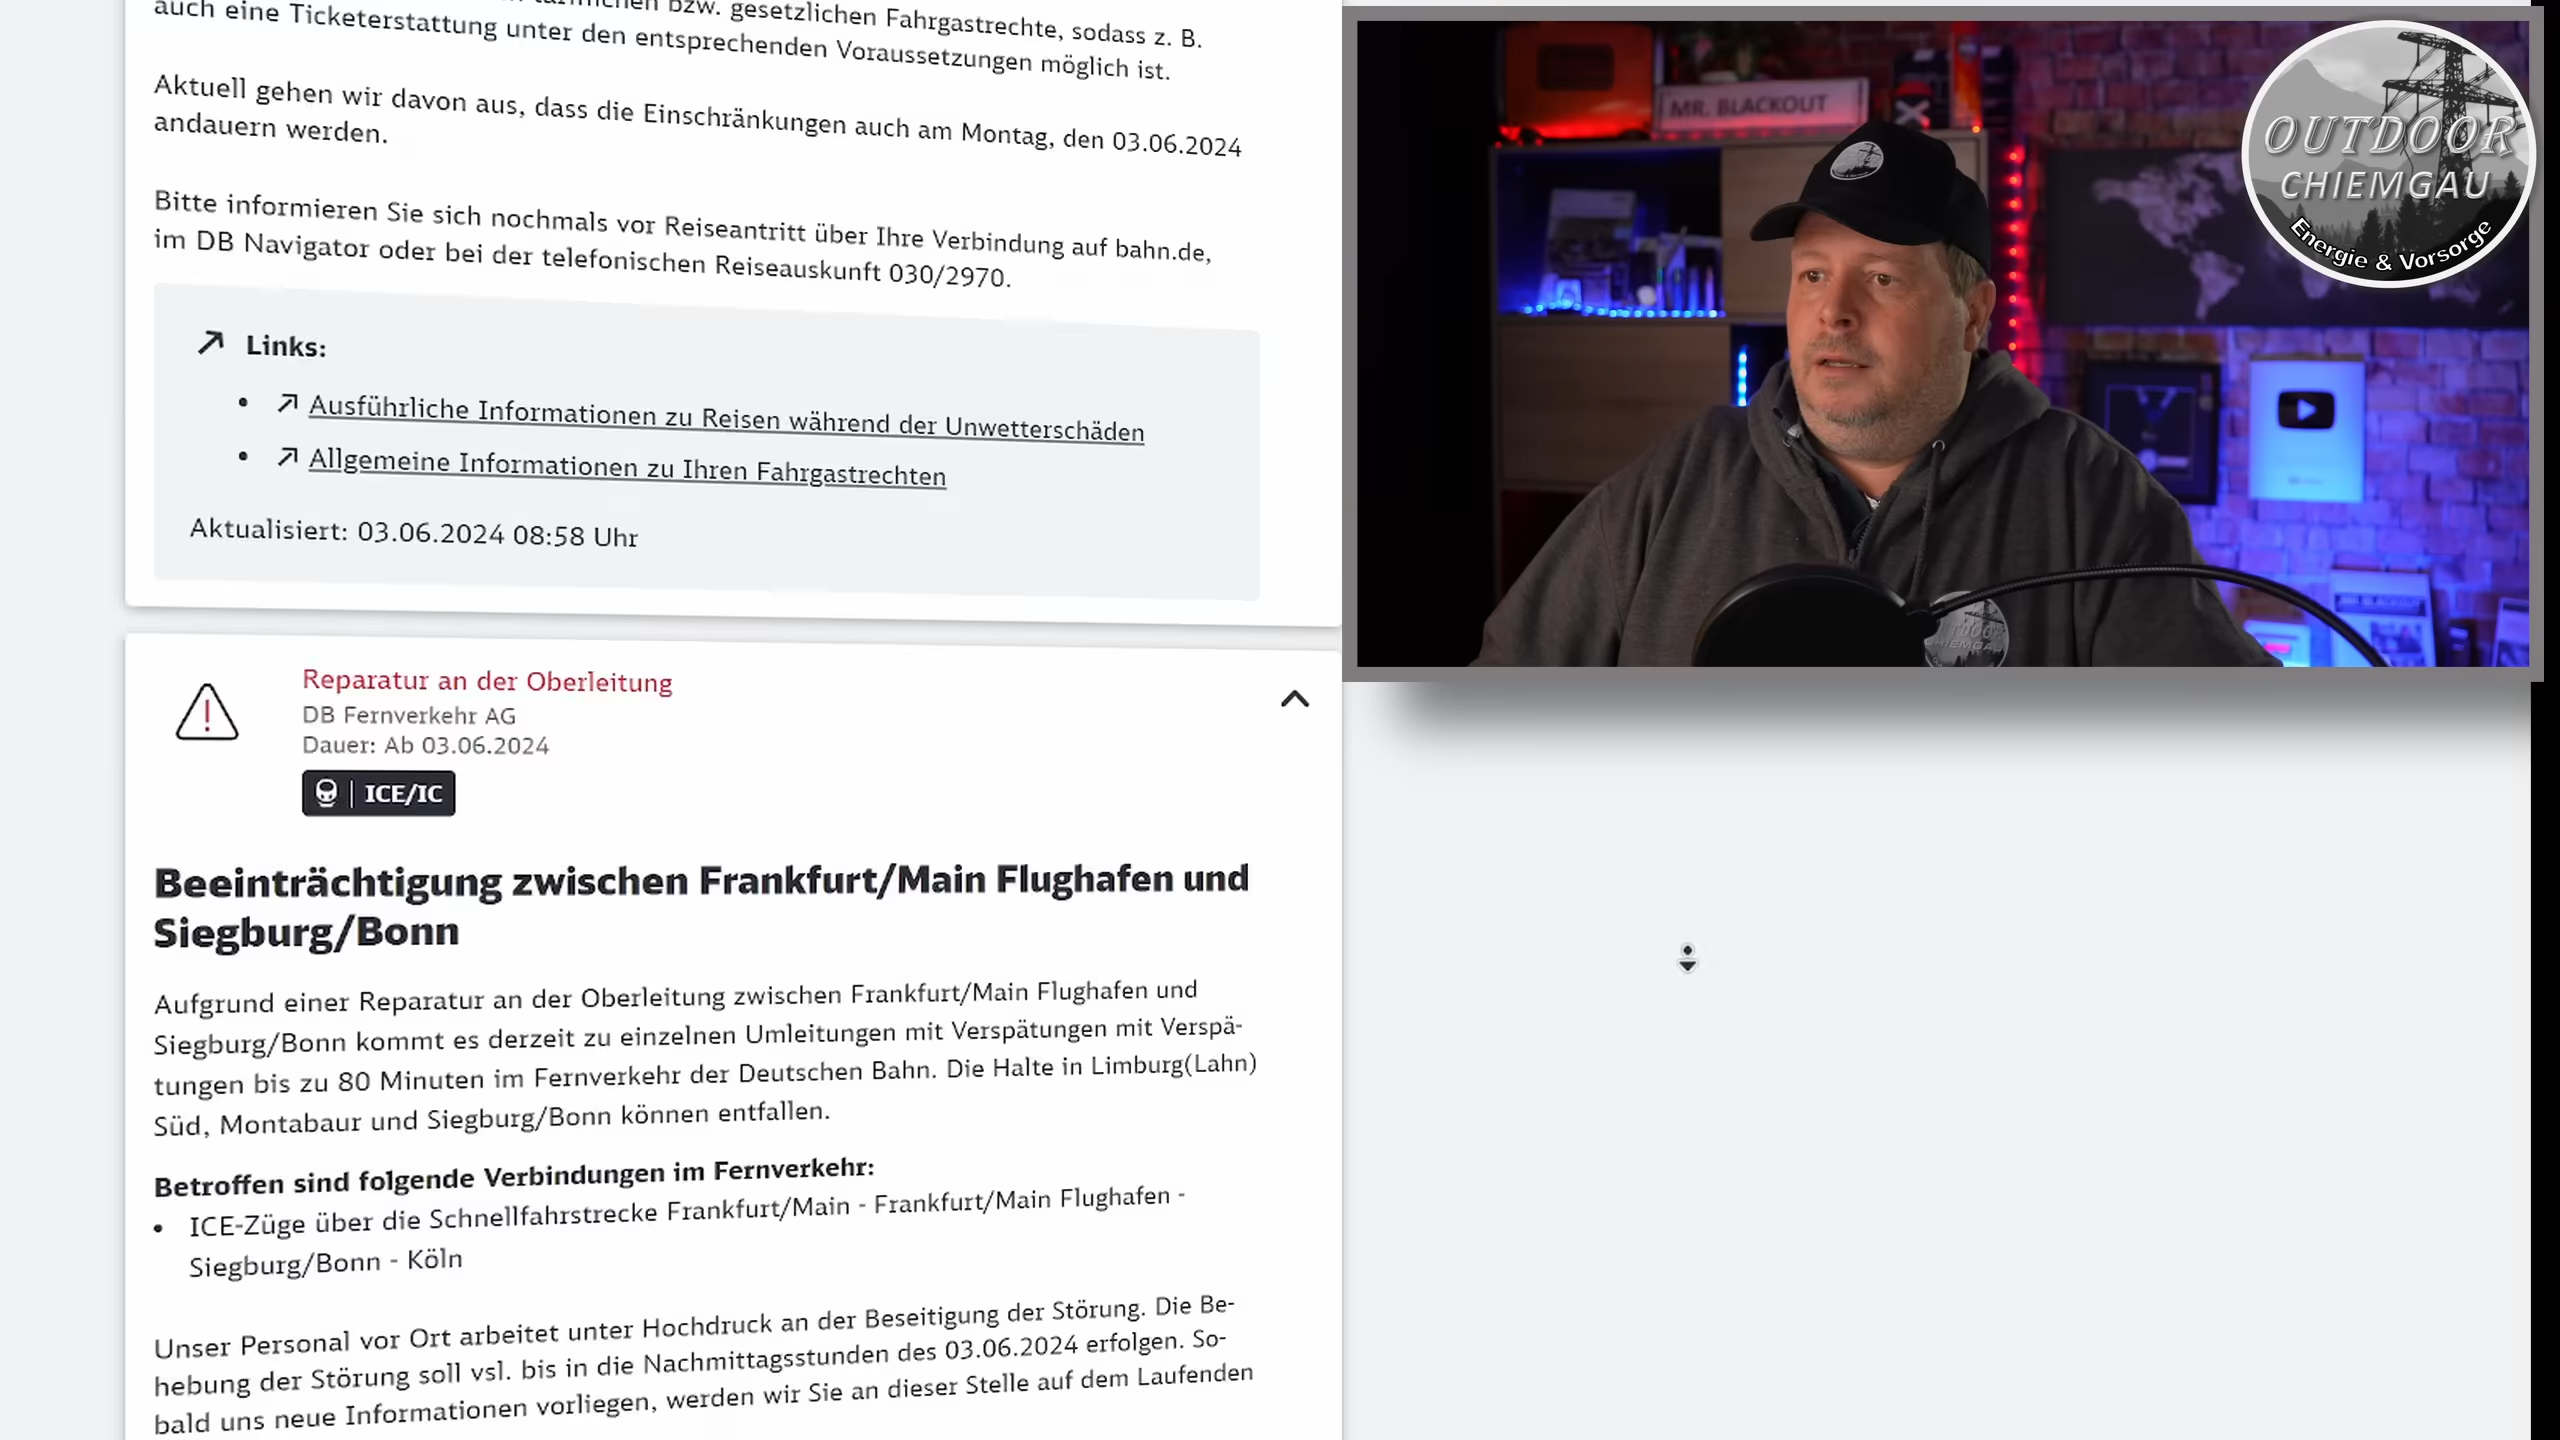 bzw. gesetzlichen Fahrgastrechte, sodass z. B.
auch eine Ticketerstattung unter den entsprechenden Voraussetzungen möglich ist.
Aktuell gehen wir davon aus, dass die Einschränkungen auch am Montag, den 03.06.2024
andauern werden.
Bitte informieren Sie sich nochmals vor Reiseantritt über Ihre Verbindung auf bahn.de,
im DB Navigator oder bei der telefonischen Reiseauskunft 030/2970.
Links:
• Ausführliche Informationen zu Reisen während der Unwetterschäden
• Allgemeine Informationen zu Ihren Fahrgastrechten
Aktualisiert: 03.06.2024 08:58 Uhr
Reparatur an der Oberleitung
DB Fernverkehr AG
Dauer: Ab 03.06.2024
ICE/IC
Beeinträchtigung zwischen Frankfurt/Main Flughafen und
Siegburg/Bonn
Aufgrund einer Reparatur an der Oberleitung zwischen Frankfurt/Main Flughafen und
Siegburg/Bonn kommt es derzeit zu einzelnen Umleitungen mit Verspätungen mit Verspä-
tungen bis zu 80 Minuten im Fernverkehr der Deutschen Bahn. Die Halte in Limburg(Lahn)
Süd, Montabaur und Siegburg/Bonn können entfallen.
Betroffen sind folgende Verbindungen im Fernverkehr:
• ICE-Züge über die Schnellfahrstrecke Frankfurt/Main - Frankfurt/Main Flughafen -
Siegburg/Bonn - Köln
Unser Personal vor Ort arbeitet unter Hochdruck an der Beseitigung der Störung. Die Be-
hebung der Störung soll vsl. bis in die Nachmittagsstunden des 03.06.2024 erfolgen. So-
bald uns neue Informationen vorliegen, werden wir Sie an dieser Stelle auf dem Laufenden
MR. BLACKOUT
OUTDOOR
CHIEMGAU
Energie & Vorsorge